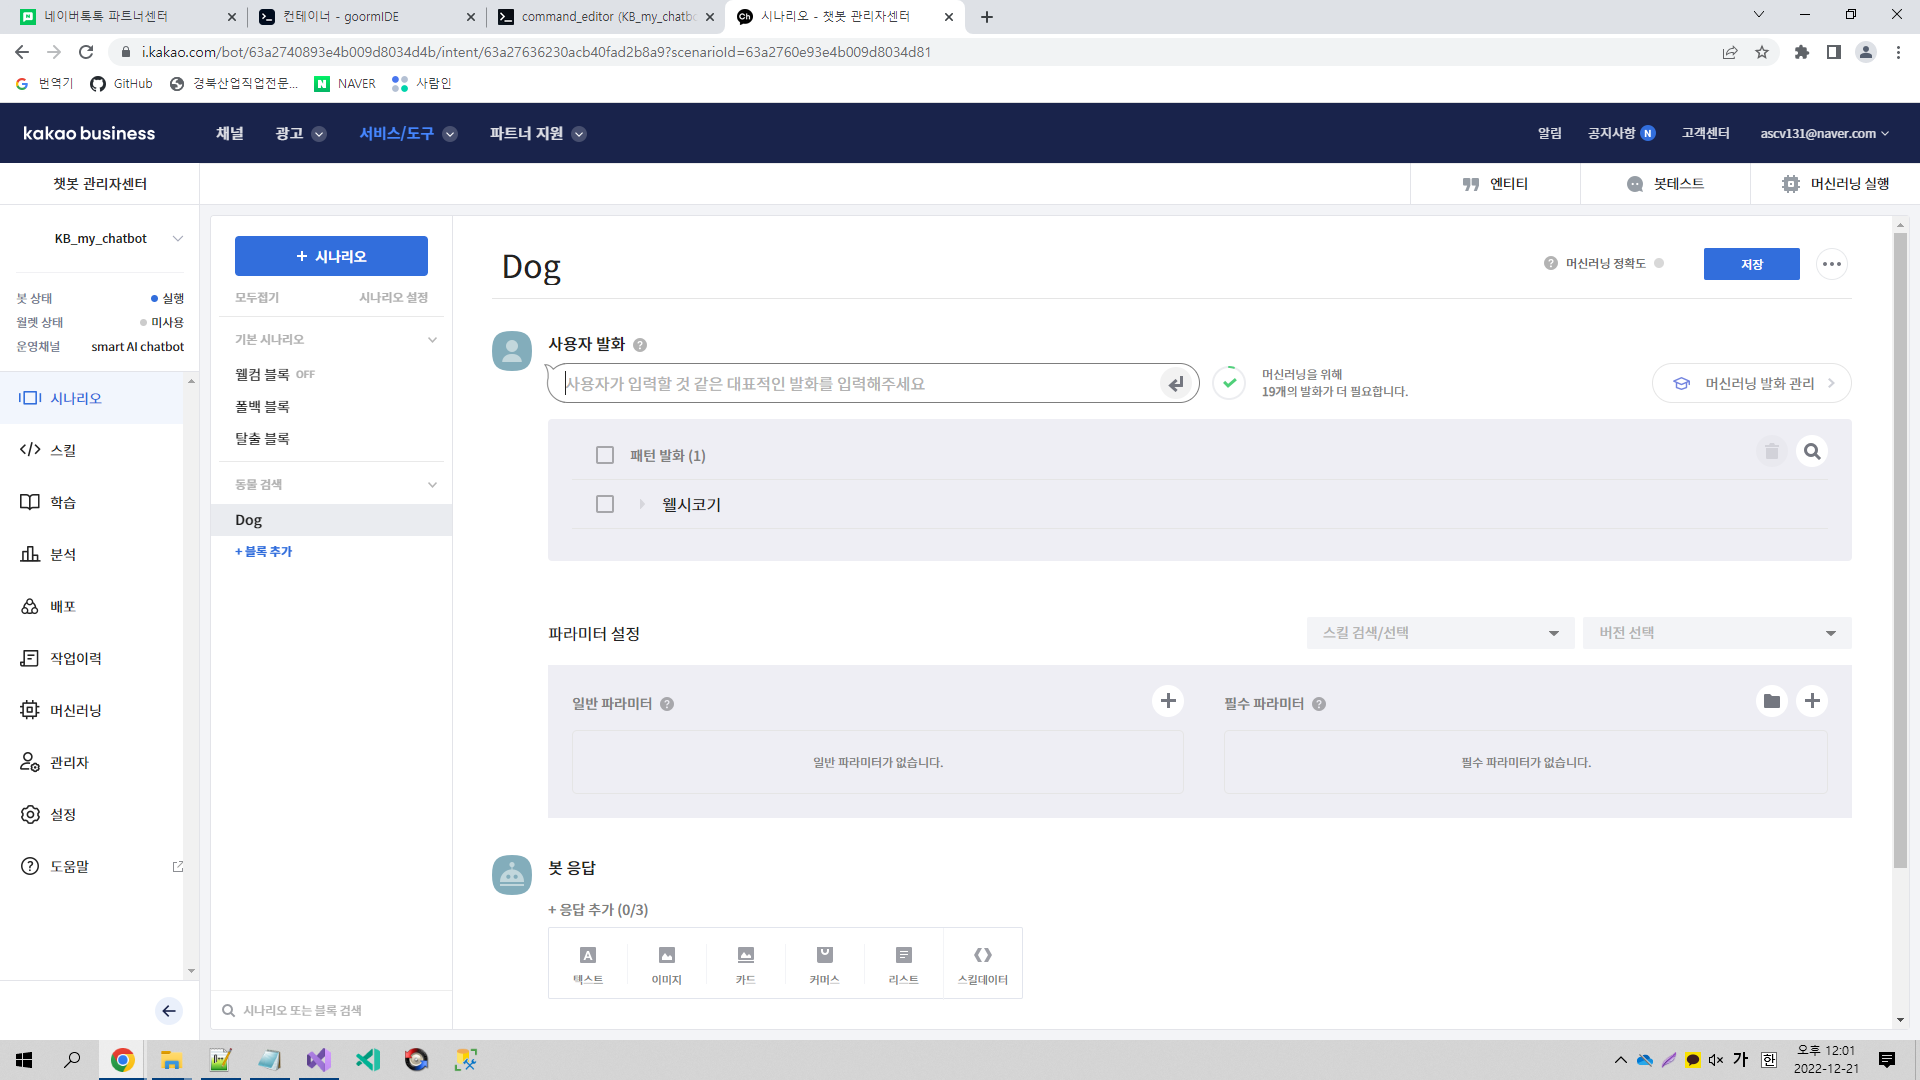 네이버톡톡 파트너센터
컨테이너 - goormIDE
command_editor (KB_my_chatb
시나리오 - 챗봇 관리자센터
i.kakao.com/bot/63a2740893e4b009d8034d4b/intent/63a27636230acb40fad2b8a9?scenarioId=63a2760e93e4b009d8034d81
번역기
GitHub
경북산업직업전문...
NAVER
사람인
kakao business
채널
광고
서비스/도구
파트너 지원
알림
공지사항 N
고객센터
ascv131@naver.com
챗봇 관리자센터
엔티티
봇테스트
머신러닝 실행
KB_my_chatbot
봇 상태 실행
월렛 상태 미사용
운영채널 smart AI chatbot
시나리오
스킬
학습
분석
배포
작업이력
머신러닝
관리자
설정
도움말
+ 시나리오
모두접기 시나리오 설정
기본 시나리오
웰컴 블록 OFF
폴백 블록
탈출 블록
동물 검색
Dog
+ 블록 추가
시나리오 또는 블록 검색
Dog
머신러닝 정확도
저장
사용자 발화
사용자가 입력할 것 같은 대표적인 발화를 입력해주세요
머신러닝을 위해
19개의 발화가 더 필요합니다.
머신러닝 발화 관리
패턴 발화 (1)
웰시코기
파라미터 설정
스킬 검색/선택
버전 선택
일반 파라미터
필수 파라미터
일반 파라미터가 없습니다.
필수 파라미터가 없습니다.
봇 응답
+ 응답 추가 (0/3)
텍스트
이미지
카드
커머스
리스트
스킬데이터
가
한
오후 12:01
2022-12-21